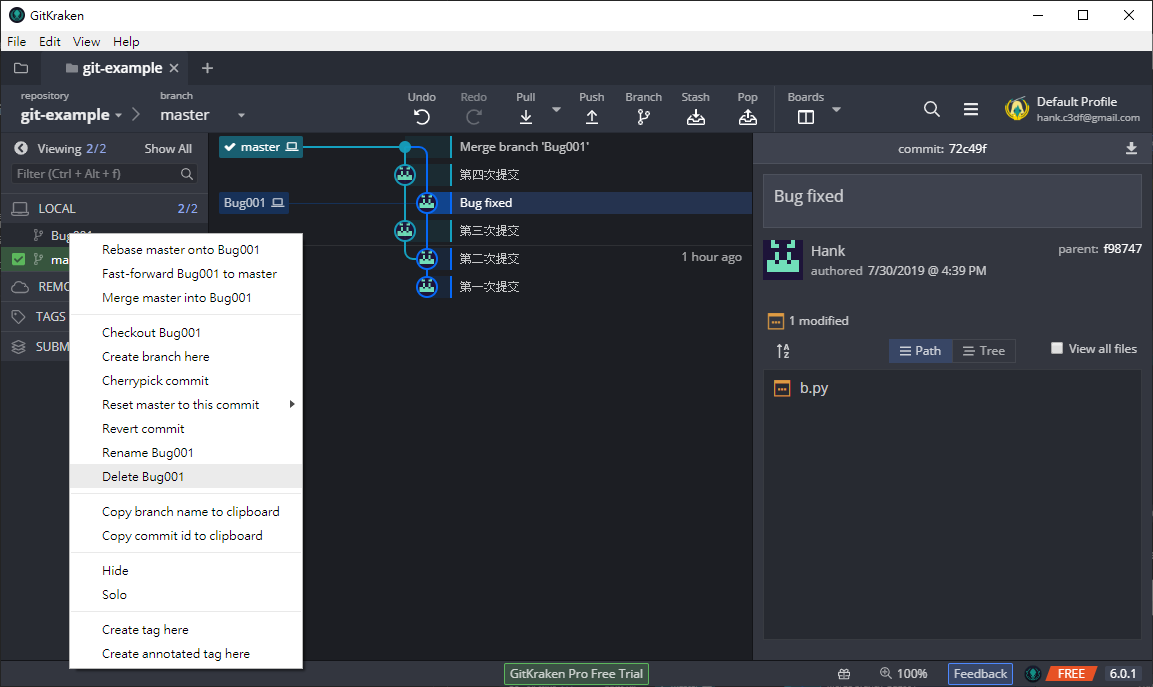 GitKraken
File Edit View Help
git-example
repository
git-example
branch
master
Undo Redo Pull Push Branch Stash Pop Boards
Default Profile
hank.c3df@gmail.com
Viewing 2/2 Show All
Filter (Ctrl + Alt + f)
LOCAL 2/2
ma
REMO
TAGS
SUBM
master
Bug001
Merge branch 'Bug001'
第四次提交
Bug fixed
第三次提交
第二次提交 1 hour ago
第一次提交
Rebase master onto Bug001
Fast-forward Bug001 to master
Merge master into Bug001
Checkout Bug001
Create branch here
Cherrypick commit
Reset master to this commit
Revert commit
Rename Bug001
Delete Bug001
Copy branch name to clipboard
Copy commit id to clipboard
Hide
Solo
Create tag here
Create annotated tag here
commit: 72c49f
Bug fixed
Hank
authored 7/30/2019 @ 4:39 PM
parent: f98747
1 modified
Path Tree
View all files
b.py
GitKraken Pro Free Trial
100%
Feedback
FREE
6.0.1